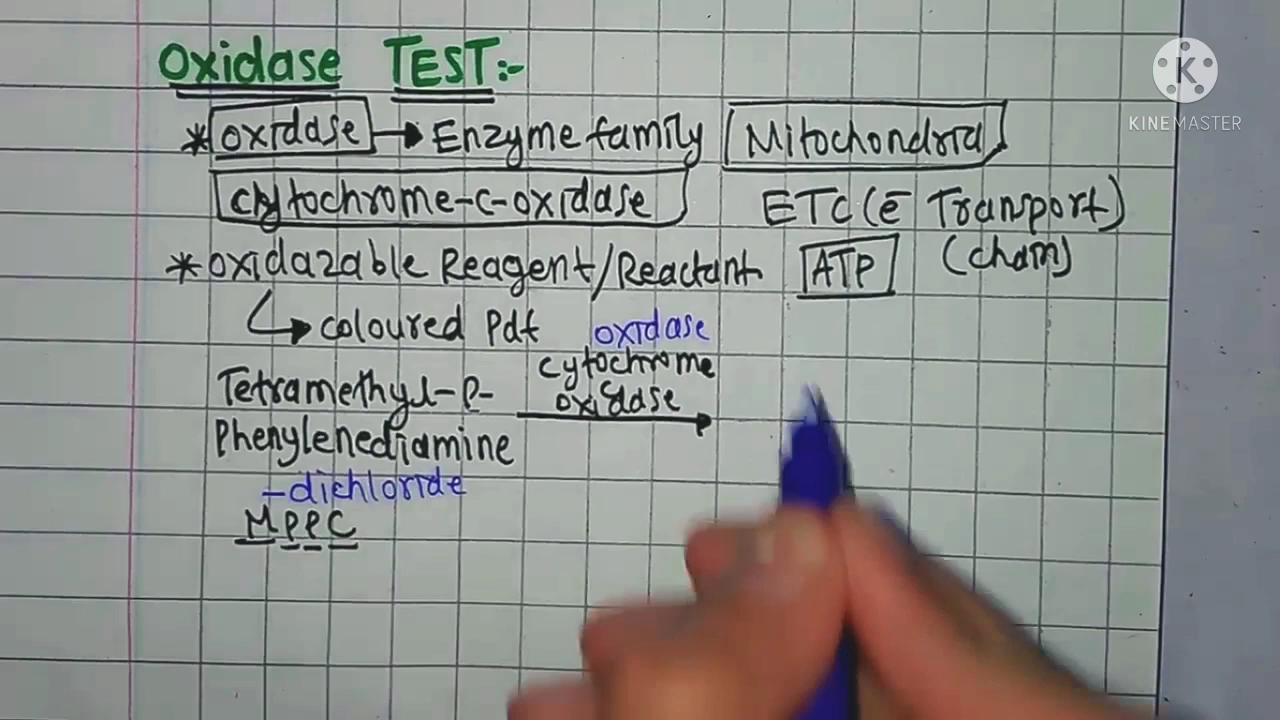 Oxidase TEST:-
* oxidase → Enzyme family Mitochondria
cytochrome-c-oxidase ETC (e̅ Transport)
(chain)
* oxidazable Reagent/Reactant ATP
↳ coloured Pdt oxidase
cytochrome
c
oxidase
Tetramethyl-P-
Phenylenediamine
-dichloride
MPPC
K
KINEMASTER